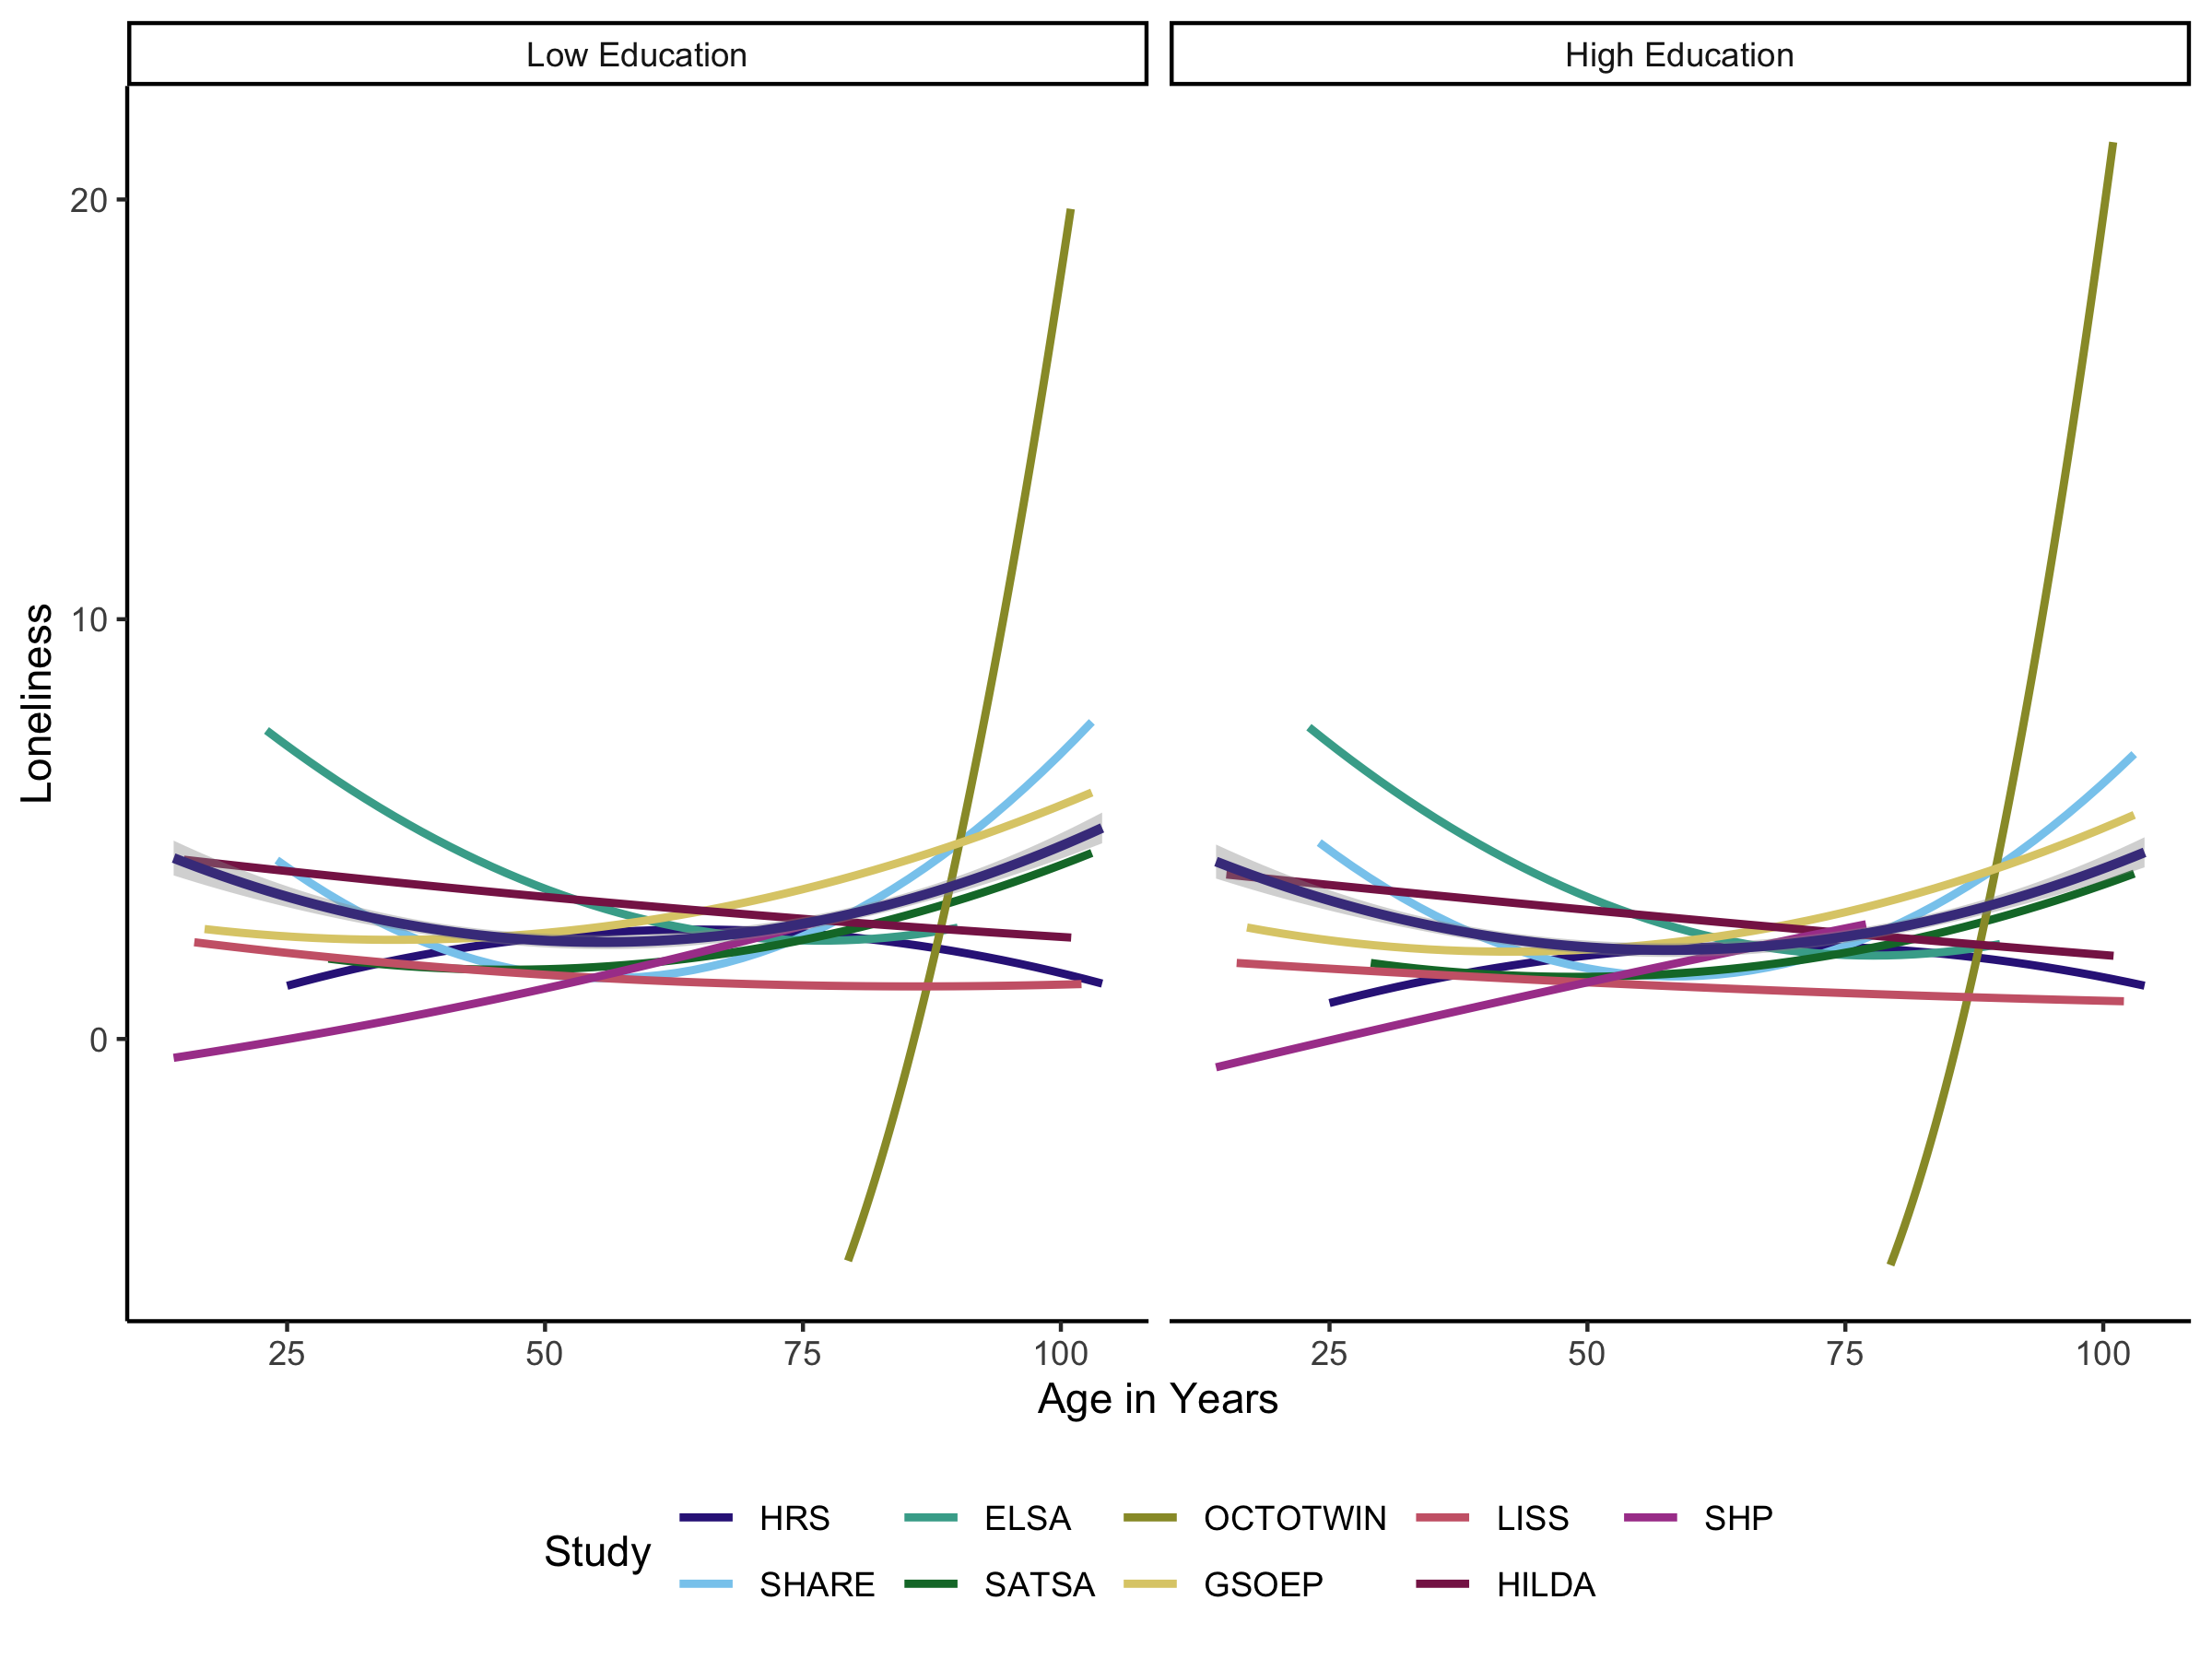 Low Education
High Education
20
10
0
Loneliness
25 50 75 100
25 50 75 100
Age in Years
Study
HRS ELSA OCTOTWIN LISS SHP
SHARE SATSA GSOEP HILDA